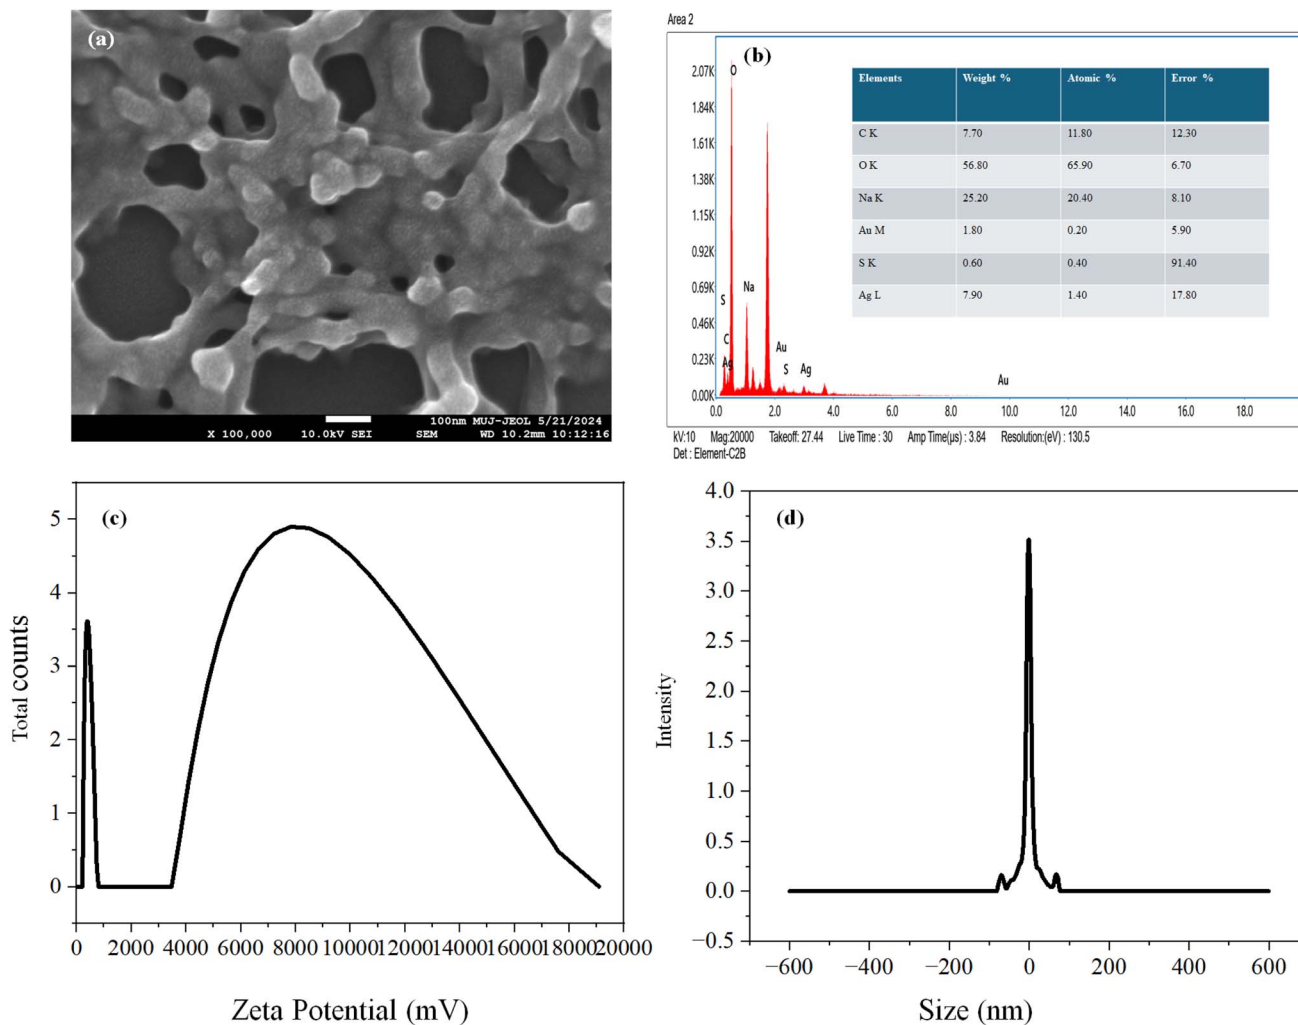 (a)
100nm MUJ-JEOL 5/21/2024
X 100,000 10.0kV SEI SEM WD 10.2mm 10:12:16
Area 2
(b)
2.07K
1.84K
1.61K
1.38K
1.15K
0.92K
0.69K
0.46K
0.23K
0.00K
O
S
C
Ag
Na
Au
S
Ag
Au
0.0 2.0 4.0 6.0 8.0 10.0 12.0 14.0 16.0 18.0
Elements Weight % Atomic % Error %
C K 7.70 11.80 12.30
O K 56.80 65.90 6.70
Na K 25.20 20.40 8.10
Au M 1.80 0.20 5.90
S K 0.60 0.40 91.40
Ag L 7.90 1.40 17.80
kV:10 Mag:20000 Takeoff: 27.44 Live Time : 30 Amp Time(µs) : 3.84 Resolution:(eV) : 130.5
Det : Element-C2B
(c)
Total counts
5
4
3
2
1
0
0 2000 4000 6000 8000 10000 12000 14000 16000 18000 20000
Zeta Potential (mV)
(d)
Intensity
4.0
3.5
3.0
2.5
2.0
1.5
1.0
0.5
0.0
−0.5
−600 −400 −200 0 200 400 600
Size (nm)